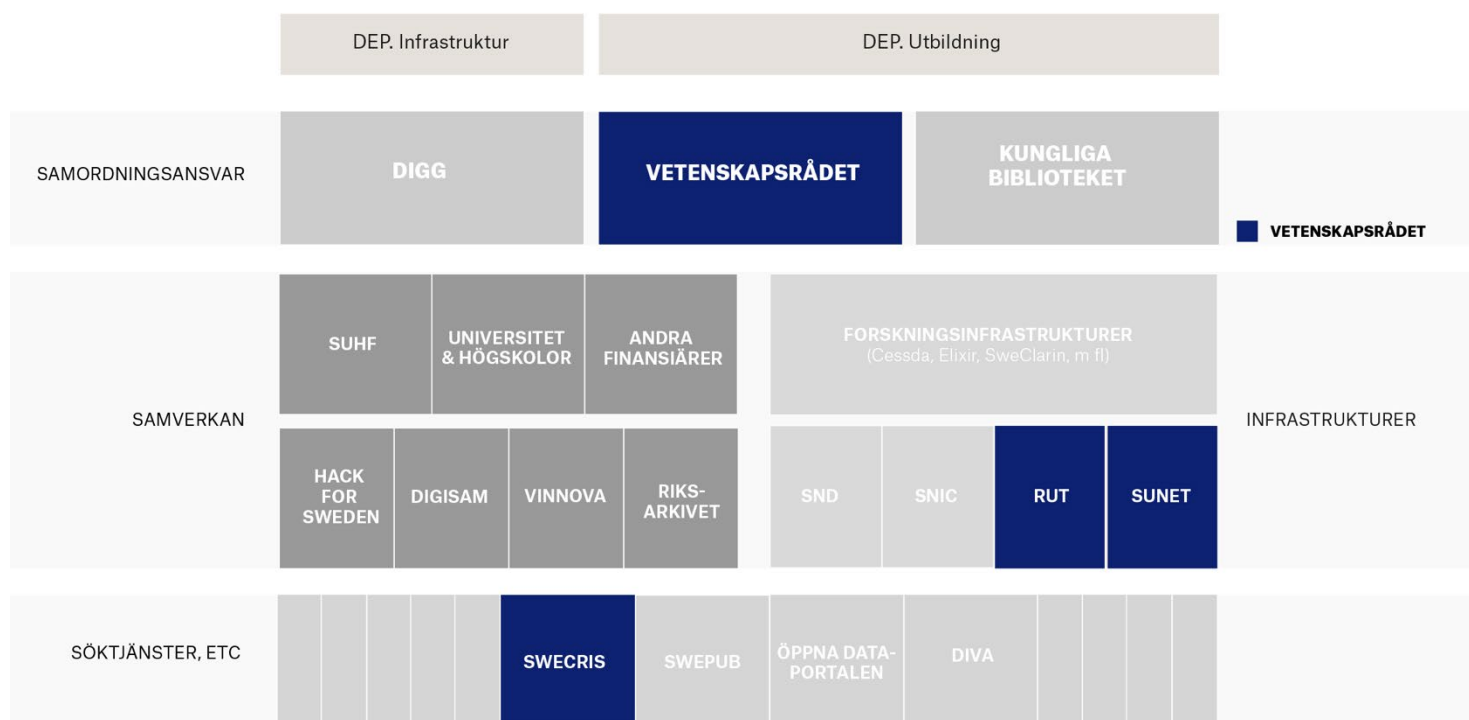 DEP. Infrastruktur
DEP. Utbildning
SAMORDNINGSANSVAR
DIGG
VETENSKAPSRÅDET
KUNGLIGA
BIBLIOTEKET
VETENSKAPSRÅDET
SAMVERKAN
SUHF
UNIVERSITET
& HÖGSKOLOR
ANDRA
FINANSIÄRER
FORSKNINGSINFRASTRUKTURER
(Cessda, Elixir, SweClarin, m fl)
INFRASTRUKTURER
HACK
FOR
SWEDEN
DIGISAM
VINNOVA
RIKS-
ARKIVET
SND
SNIC
RUT
SUNET
SÖKTJÄNSTER, ETC
SWECRIS
SWEPUB
ÖPPNA DATA-
PORTALEN
DIVA